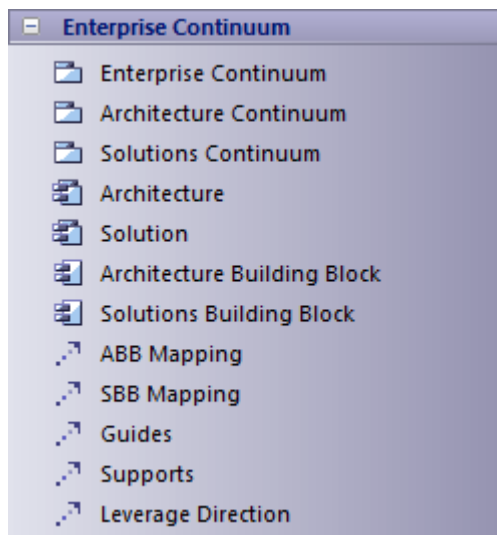 Enterprise Continuum
Enterprise Continuum
Architecture Continuum
Solutions Continuum
Architecture
Solution
Architecture Building Block
Solutions Building Block
ABB Mapping
SBB Mapping
Guides
Supports
Leverage Direction